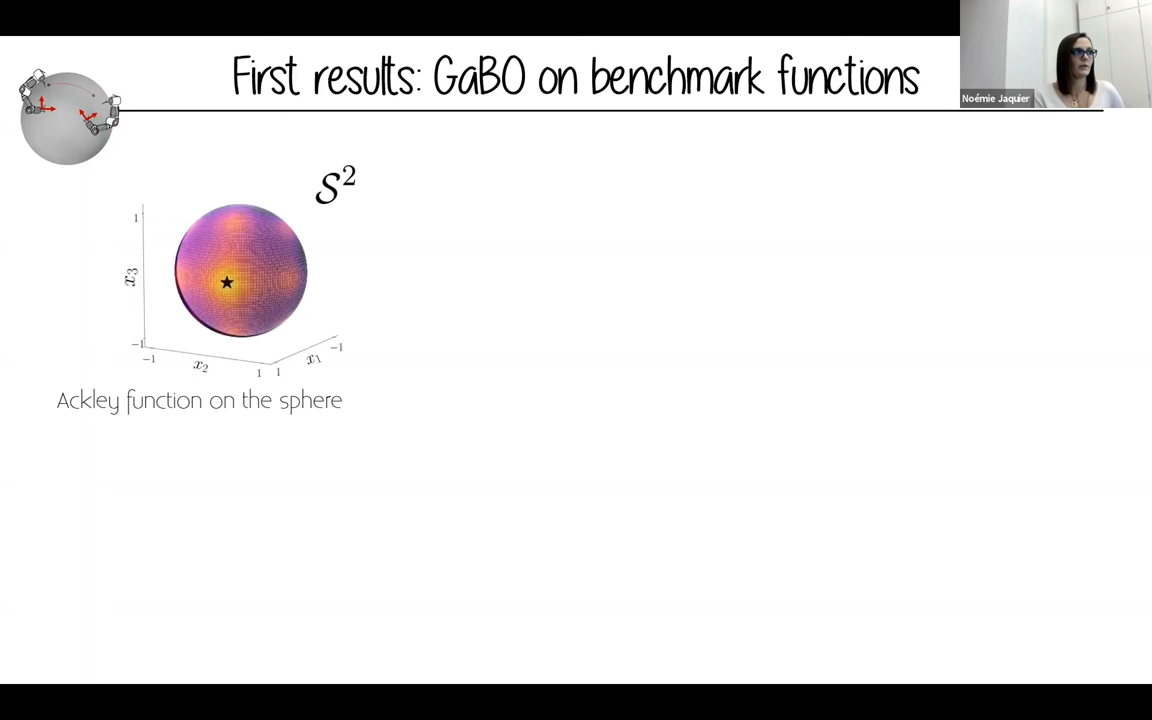 First results: GaBO on benchmark functions
Noémie Jaquier
𝒮²
1
x₃
−1
−1
x₂
1
1
x₁
−1
Ackley function on the sphere